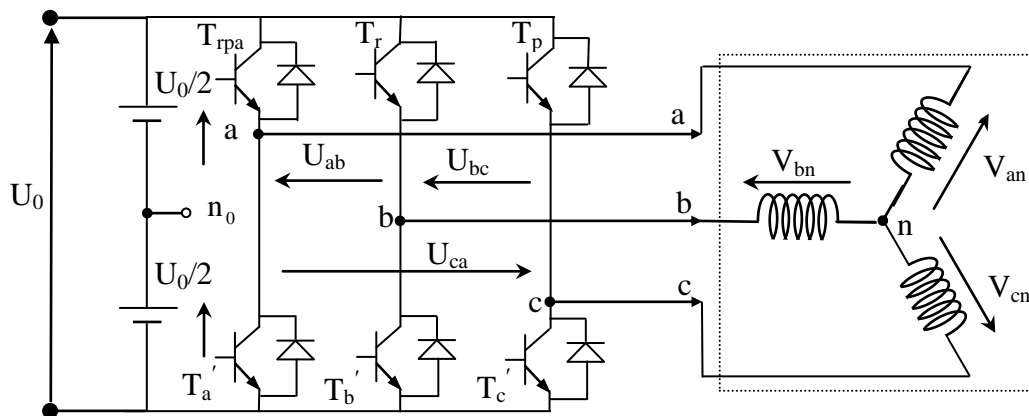 T_rpa
T_r
T_p
U_0/2
a
a
U_ab
U_bc
V_bn
V_an
U_0
n_0
b
b
n
U_0/2
U_ca
V_cn
c
c
T_a'
T_b'
T_c'